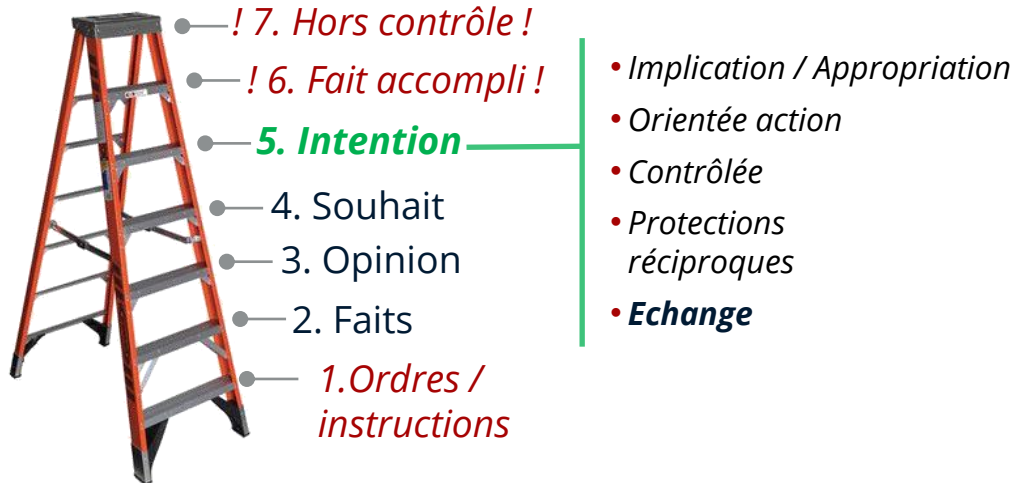 ! 7. Hors contrôle !
! 6. Fait accompli !
5. Intention
4. Souhait
3. Opinion
2. Faits
1.Ordres /
instructions
• Implication / Appropriation
• Orientée action
• Contrôlée
• Protections
réciproques
• Echange